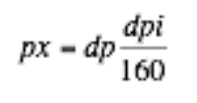 px = dp dpi/160